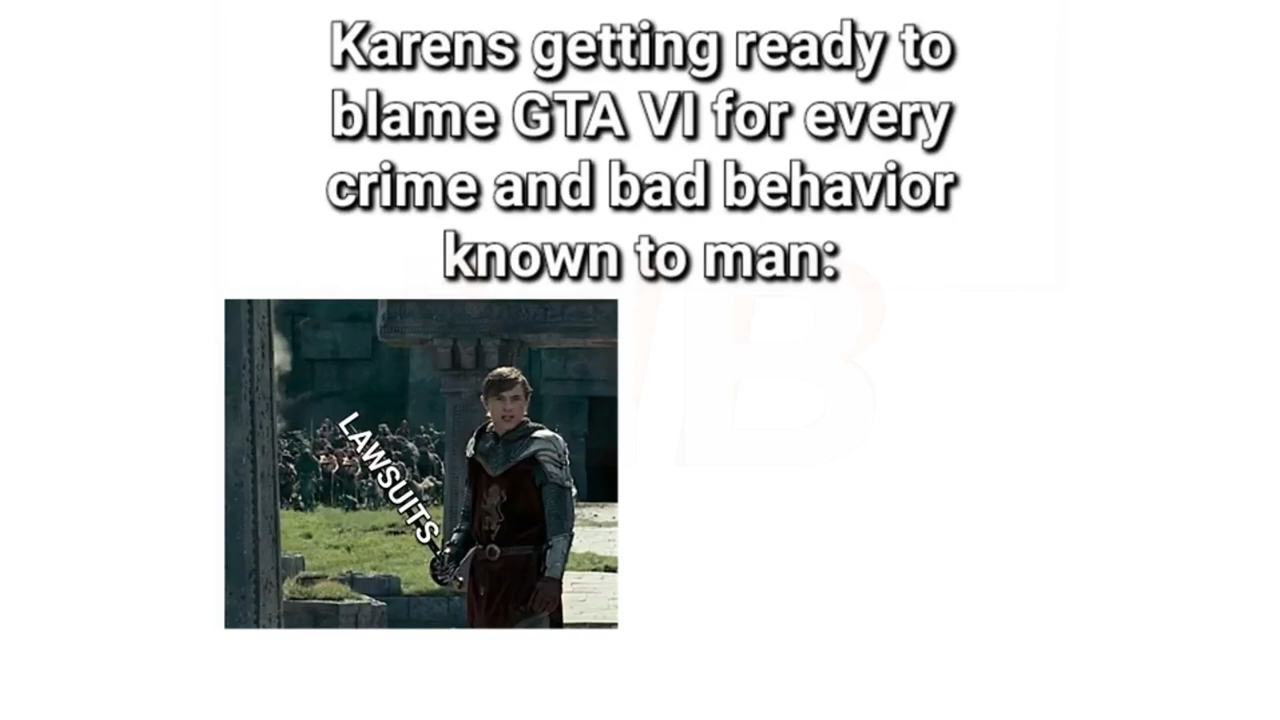 Karens getting ready to
blame GTA VI for every
crime and bad behavior
known to man:
LAWSUITS